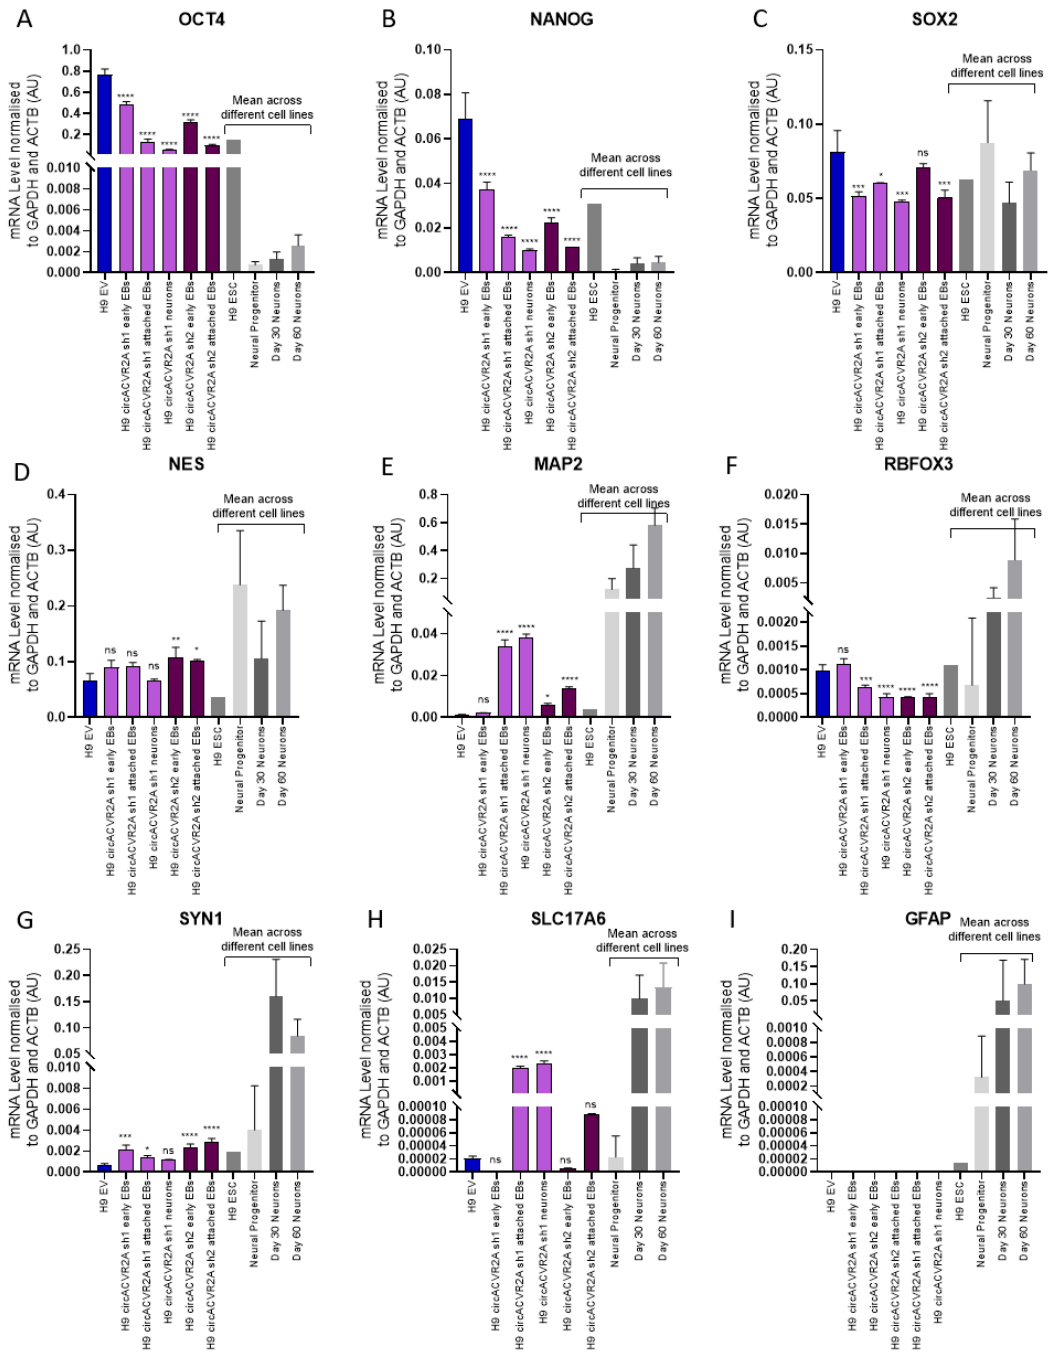 A
OCT4
mRNA Level normalised
to GAPDH and ACTB (AU)
1.0
0.8
0.6
0.4
0.2
0.010
0.008
0.006
0.004
0.002
0.000
****
****
****
****
****
Mean across
different cell lines
H9 EV
H9 circACVR2A sh1 early EBs
H9 circACVR2A sh1 attached EBs
H9 circACVR2A sh1 neurons
H9 circACVR2A sh2 early EBs
H9 circACVR2A sh2 attached EBs
H9 ESC
Neural Progenitor
Day 30 Neurons
Day 60 Neurons
B
NANOG
mRNA Level normalised
to GAPDH and ACTB (AU)
0.10
0.08
0.06
0.04
0.02
0.00
****
****
****
****
****
Mean across
different cell lines
H9 EV
H9 circACVR2A sh1 early EBs
H9 circACVR2A sh1 attached EBs
H9 circACVR2A sh1 neurons
H9 circACVR2A sh2 early EBs
H9 circACVR2A sh2 attached EBs
H9 ESC
Neural Progenitor
Day 30 Neurons
Day 60 Neurons
C
SOX2
mRNA Level normalised
to GAPDH and ACTB (AU)
0.15
0.10
0.05
0.00
***
*
***
ns
***
Mean across
different cell lines
H9 EV
H9 circACVR2A sh1 early EBs
H9 circACVR2A sh1 attached EBs
H9 circACVR2A sh1 neurons
H9 circACVR2A sh2 early EBs
H9 circACVR2A sh2 attached EBs
H9 ESC
Neural Progenitor
Day 30 Neurons
Day 60 Neurons
D
NES
mRNA Level normalised
to GAPDH and ACTB (AU)
0.4
0.3
0.2
0.1
0.0
ns
ns
ns
**
*
Mean across
different cell lines
H9 EV
H9 circACVR2A sh1 early EBs
H9 circACVR2A sh1 attached EBs
H9 circACVR2A sh1 neurons
H9 circACVR2A sh2 early EBs
H9 circACVR2A sh2 attached EBs
H9 ESC
Neural Progenitor
Day 30 Neurons
Day 60 Neurons
E
MAP2
mRNA Level normalised
to GAPDH and ACTB (AU)
0.8
0.6
0.4
0.2
0.04
0.02
0.00
ns
****
****
*
****
Mean across
different cell lines
H9 EV
H9 circACVR2A sh1 early EBs
H9 circACVR2A sh1 attached EBs
H9 circACVR2A sh1 neurons
H9 circACVR2A sh2 early EBs
H9 circACVR2A sh2 attached EBs
H9 ESC
Neural Progenitor
Day 30 Neurons
Day 60 Neurons
F
RBFOX3
mRNA Level normalised
to GAPDH and ACTB (AU)
0.020
0.015
0.010
0.005
0.0020
0.0015
0.0010
0.0005
0.0000
ns
***
****
****
****
Mean across
different cell lines
H9 EV
H9 circACVR2A sh1 early EBs
H9 circACVR2A sh1 attached EBs
H9 circACVR2A sh1 neurons
H9 circACVR2A sh2 early EBs
H9 circACVR2A sh2 attached EBs
H9 ESC
Neural Progenitor
Day 30 Neurons
Day 60 Neurons
G
SYN1
mRNA Level normalised
to GAPDH and ACTB (AU)
0.25
0.20
0.15
0.10
0.05
0.010
0.008
0.006
0.004
0.002
0.000
***
*
ns
****
****
Mean across
different cell lines
H9 EV
H9 circACVR2A sh1 early EBs
H9 circACVR2A sh1 attached EBs
H9 circACVR2A sh1 neurons
H9 circACVR2A sh2 early EBs
H9 circACVR2A sh2 attached EBs
H9 ESC
Neural Progenitor
Day 30 Neurons
Day 60 Neurons
H
SLC17A6
mRNA Level normalised
to GAPDH and ACTB (AU)
0.025
0.020
0.015
0.010
0.005
0.005
0.004
0.003
0.002
0.001
0.00010
0.00008
0.00006
0.00004
0.00002
0.00000
ns
****
****
ns
ns
Mean across
different cell lines
H9 EV
H9 circACVR2A sh1 early EBs
H9 circACVR2A sh1 attached EBs
H9 circACVR2A sh1 neurons
H9 circACVR2A sh2 early EBs
H9 circACVR2A sh2 attached EBs
Neural Progenitor
Day 30 Neurons
Day 60 Neurons
I
GFAP
mRNA Level normalised
to GAPDH and ACTB (AU)
0.20
0.15
0.10
0.05
0.0010
0.0008
0.0006
0.0004
0.0002
0.00010
0.00008
0.00006
0.00004
0.00002
0.00000
Mean across
different cell lines
H9 EV
H9 circACVR2A sh1 early EBs
H9 circACVR2A sh2 early EBs
H9 circACVR2A sh2 attached EBs
H9 circACVR2A sh1 attached EBs
H9 circACVR2A sh1 neurons
H9 ESC
Neural Progenitor
Day 30 Neurons
Day 60 Neurons